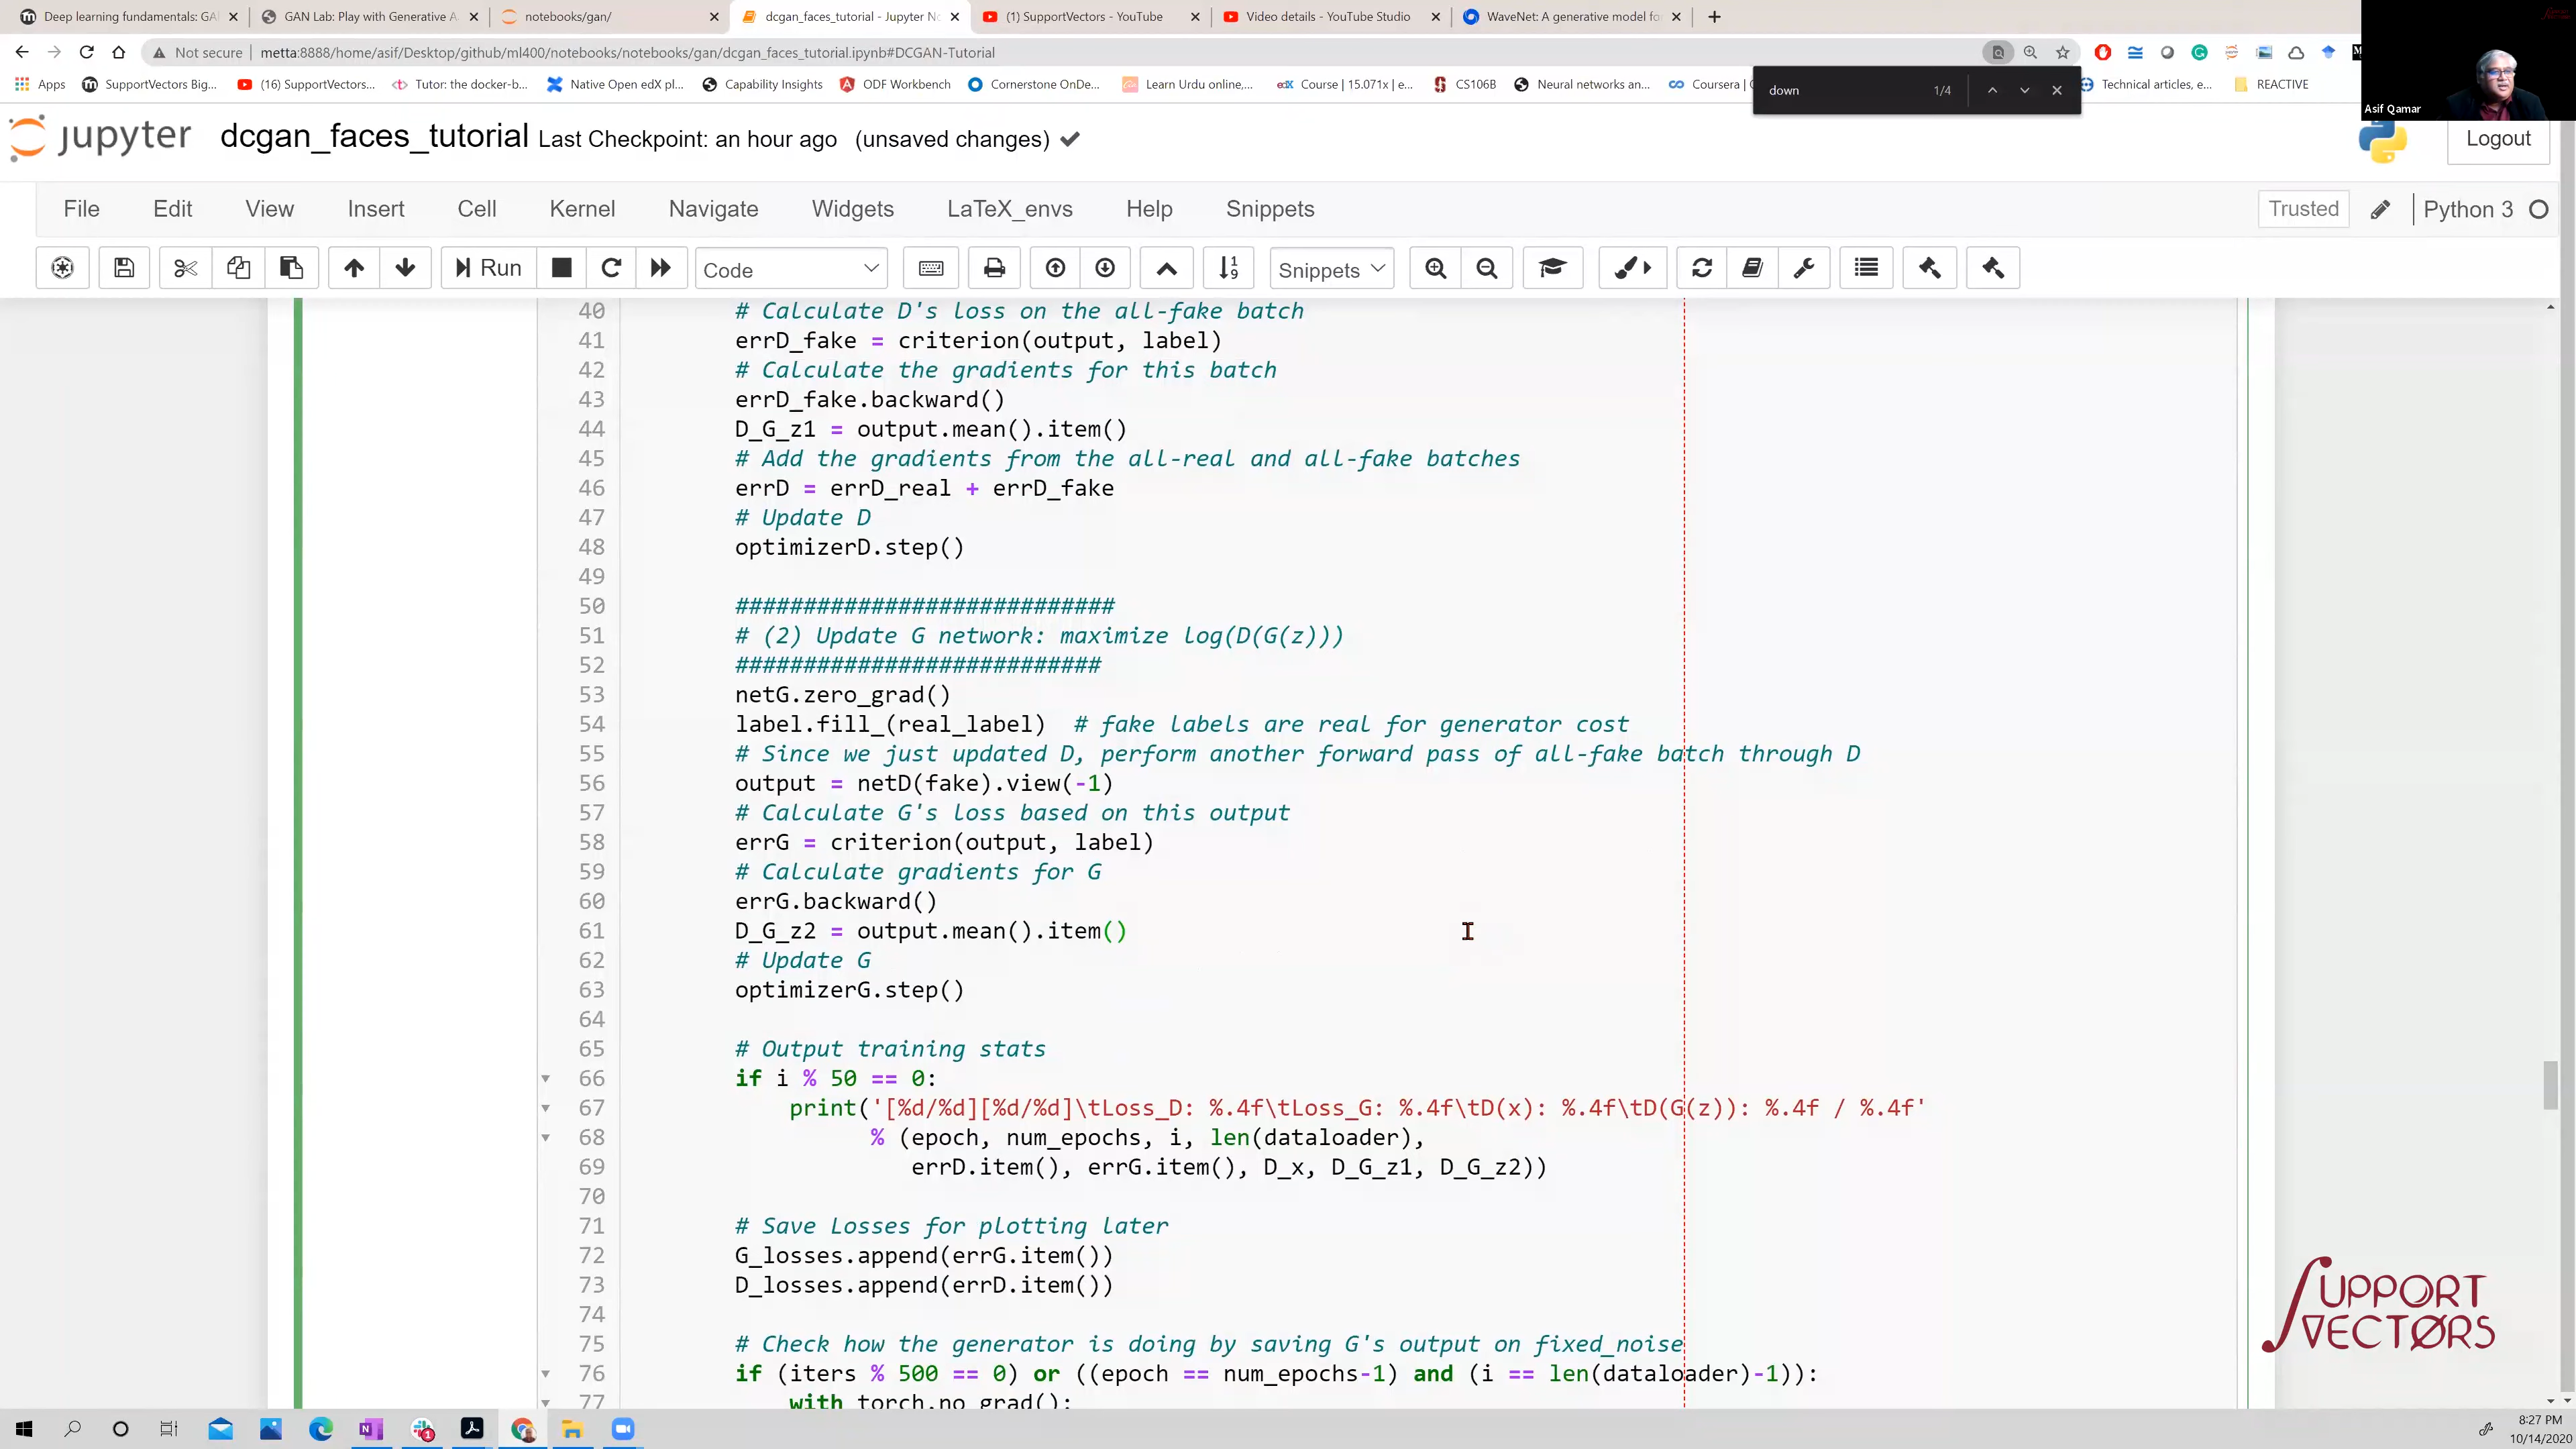 Deep learning fundamentals: GA
GAN Lab: Play with Generative A
notebooks/gan/
dcgan_faces_tutorial - Jupyter No
(1) SupportVectors - YouTube
Video details - YouTube Studio
WaveNet: A generative model fo
Not secure
metta:8888/home/asif/Desktop/github/ml400/notebooks/notebooks/gan/dcgan_faces_tutorial.ipynb#DCGAN-Tutorial
Apps
SupportVectors Big...
(16) SupportVectors...
Tutor: the docker-b...
Native Open edX pl...
Capability Insights
ODF Workbench
Cornerstone OnDe...
Learn Urdu online,...
edX Course | 15.071x | e...
CS106B
Neural networks an...
Coursera |
Technical articles, e...
REACTIVE
down
1/4
Asif Qamar
jupyter
dcgan_faces_tutorial Last Checkpoint: an hour ago (unsaved changes)
Logout
File Edit View Insert Cell Kernel Navigate Widgets LaTeX_envs Help Snippets
Trusted
Python 3
Run
Code
Snippets
40 # Calculate D's loss on the all-fake batch
41 errD_fake = criterion(output, label)
42 # Calculate the gradients for this batch
43 errD_fake.backward()
44 D_G_z1 = output.mean().item()
45 # Add the gradients from the all-real and all-fake batches
46 errD = errD_real + errD_fake
47 # Update D
48 optimizerD.step()
49
50 ############################
51 # (2) Update G network: maximize log(D(G(z)))
52 ###########################
53 netG.zero_grad()
54 label.fill_(real_label)  # fake labels are real for generator cost
55 # Since we just updated D, perform another forward pass of all-fake batch through D
56 output = netD(fake).view(-1)
57 # Calculate G's loss based on this output
58 errG = criterion(output, label)
59 # Calculate gradients for G
60 errG.backward()
61 D_G_z2 = output.mean().item()
62 # Update G
63 optimizerG.step()
64
65 # Output training stats
66 if i % 50 == 0:
67 print('[%d/%d][%d/%d]\tLoss_D: %.4f\tLoss_G: %.4f\tD(x): %.4f\tD(G(z)): %.4f / %.4f'
68 % (epoch, num_epochs, i, len(dataloader),
69 errD.item(), errG.item(), D_x, D_G_z1, D_G_z2))
70
71 # Save Losses for plotting later
72 G_losses.append(errG.item())
73 D_losses.append(errD.item())
74
75 # Check how the generator is doing by saving G's output on fixed_noise
76 if (iters % 500 == 0) or ((epoch == num_epochs-1) and (i == len(dataloader)-1)):
77 with torch.no_grad():
SUPPORT
VECTORS
8:27 PM
10/14/2020